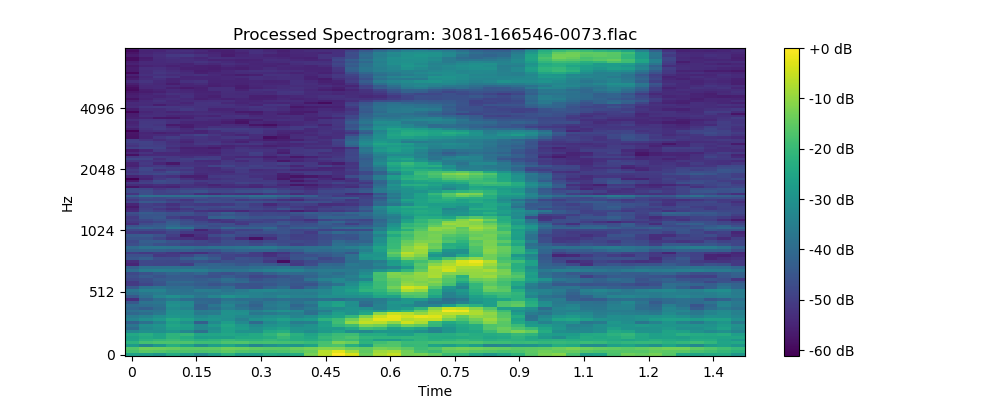 Processed Spectrogram: 3081-166546-0073.flac
+0 dB
-10 dB
-20 dB
-30 dB
-40 dB
-50 dB
-60 dB
4096
2048
1024
512
0
Hz
0 0.15 0.3 0.45 0.6 0.75 0.9 1.1 1.2 1.4
Time